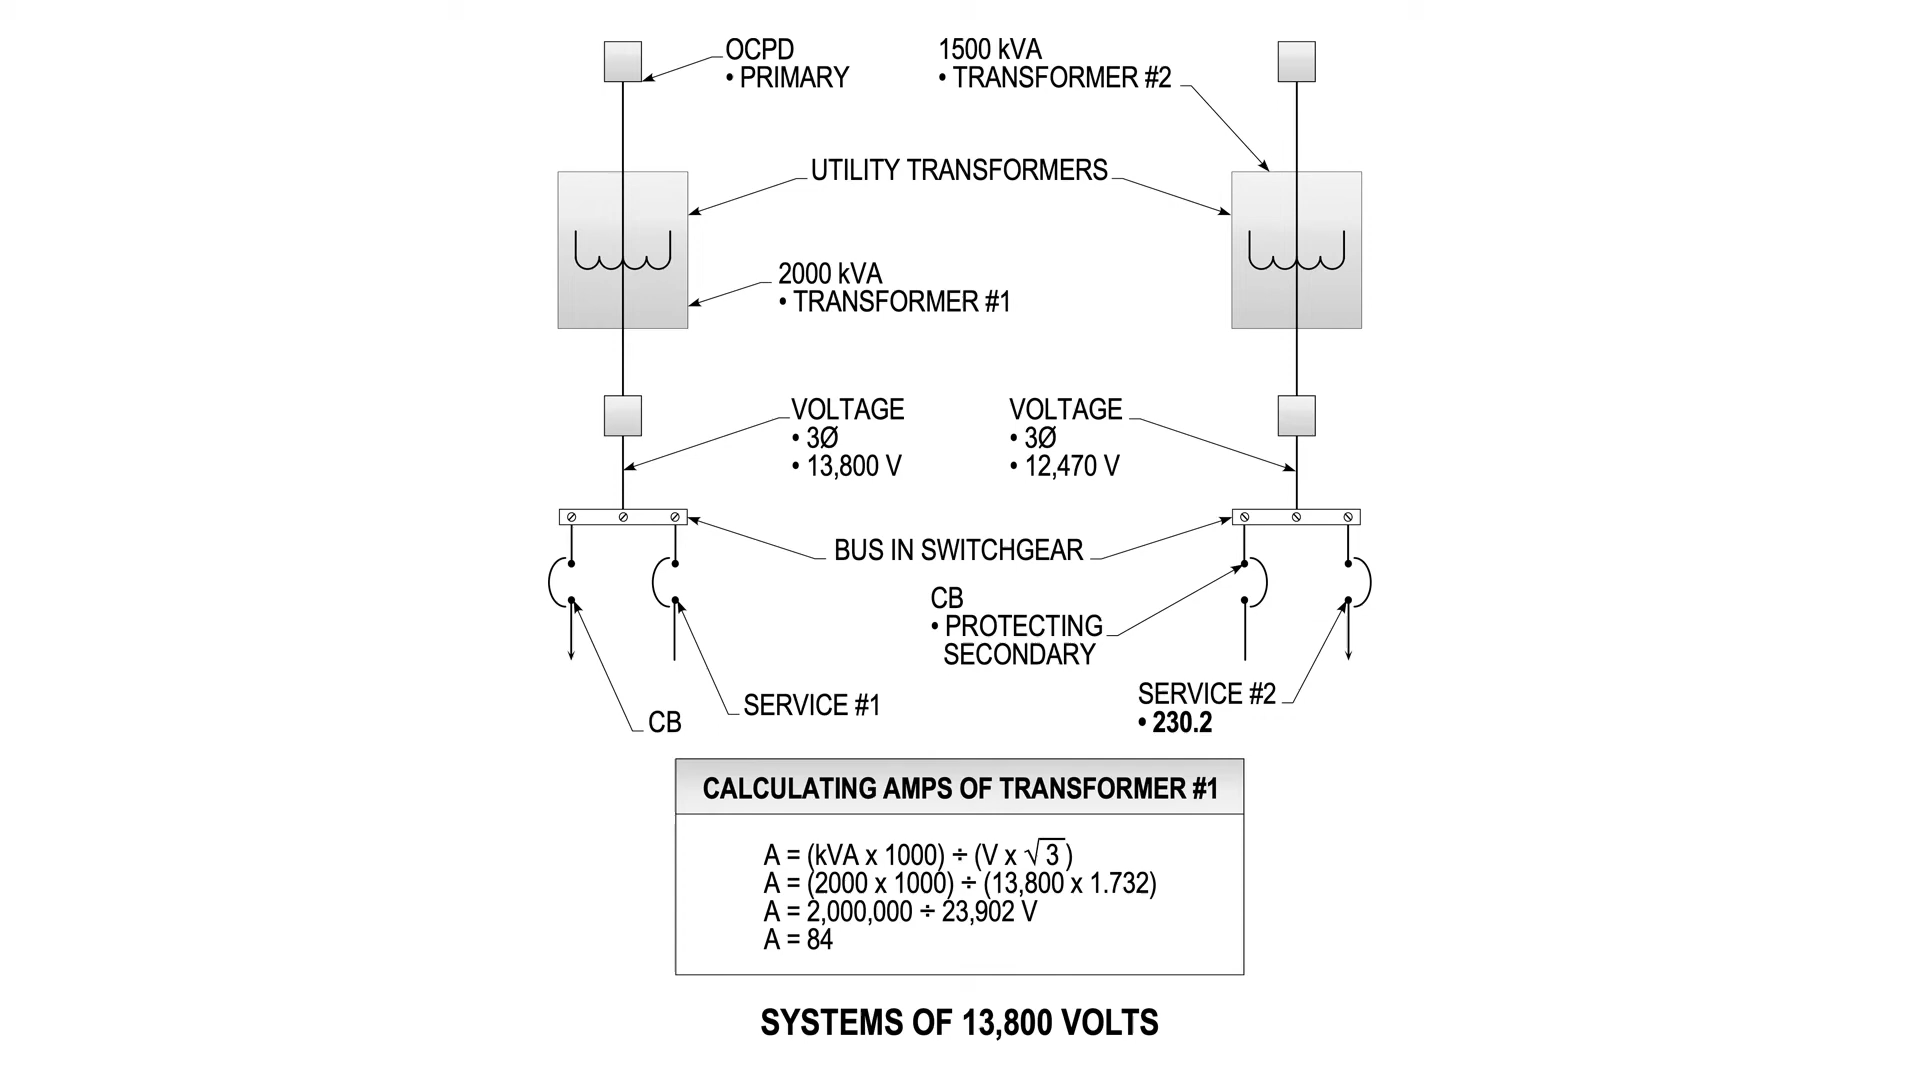 OCPD
• PRIMARY
1500 kVA
• TRANSFORMER #2
UTILITY TRANSFORMERS
2000 kVA
• TRANSFORMER #1
VOLTAGE
• 3Ø
• 13,800 V
VOLTAGE
• 3Ø
• 12,470 V
BUS IN SWITCHGEAR
CB
• PROTECTING
SECONDARY
SERVICE #1
CB
SERVICE #2
• 230.2
CALCULATING AMPS OF TRANSFORMER #1
A = (kVA x 1000) ÷ (V x √3)
A = (2000 x 1000) ÷ (13,800 x 1.732)
A = 2,000,000 ÷ 23,902 V
A = 84
SYSTEMS OF 13,800 VOLTS